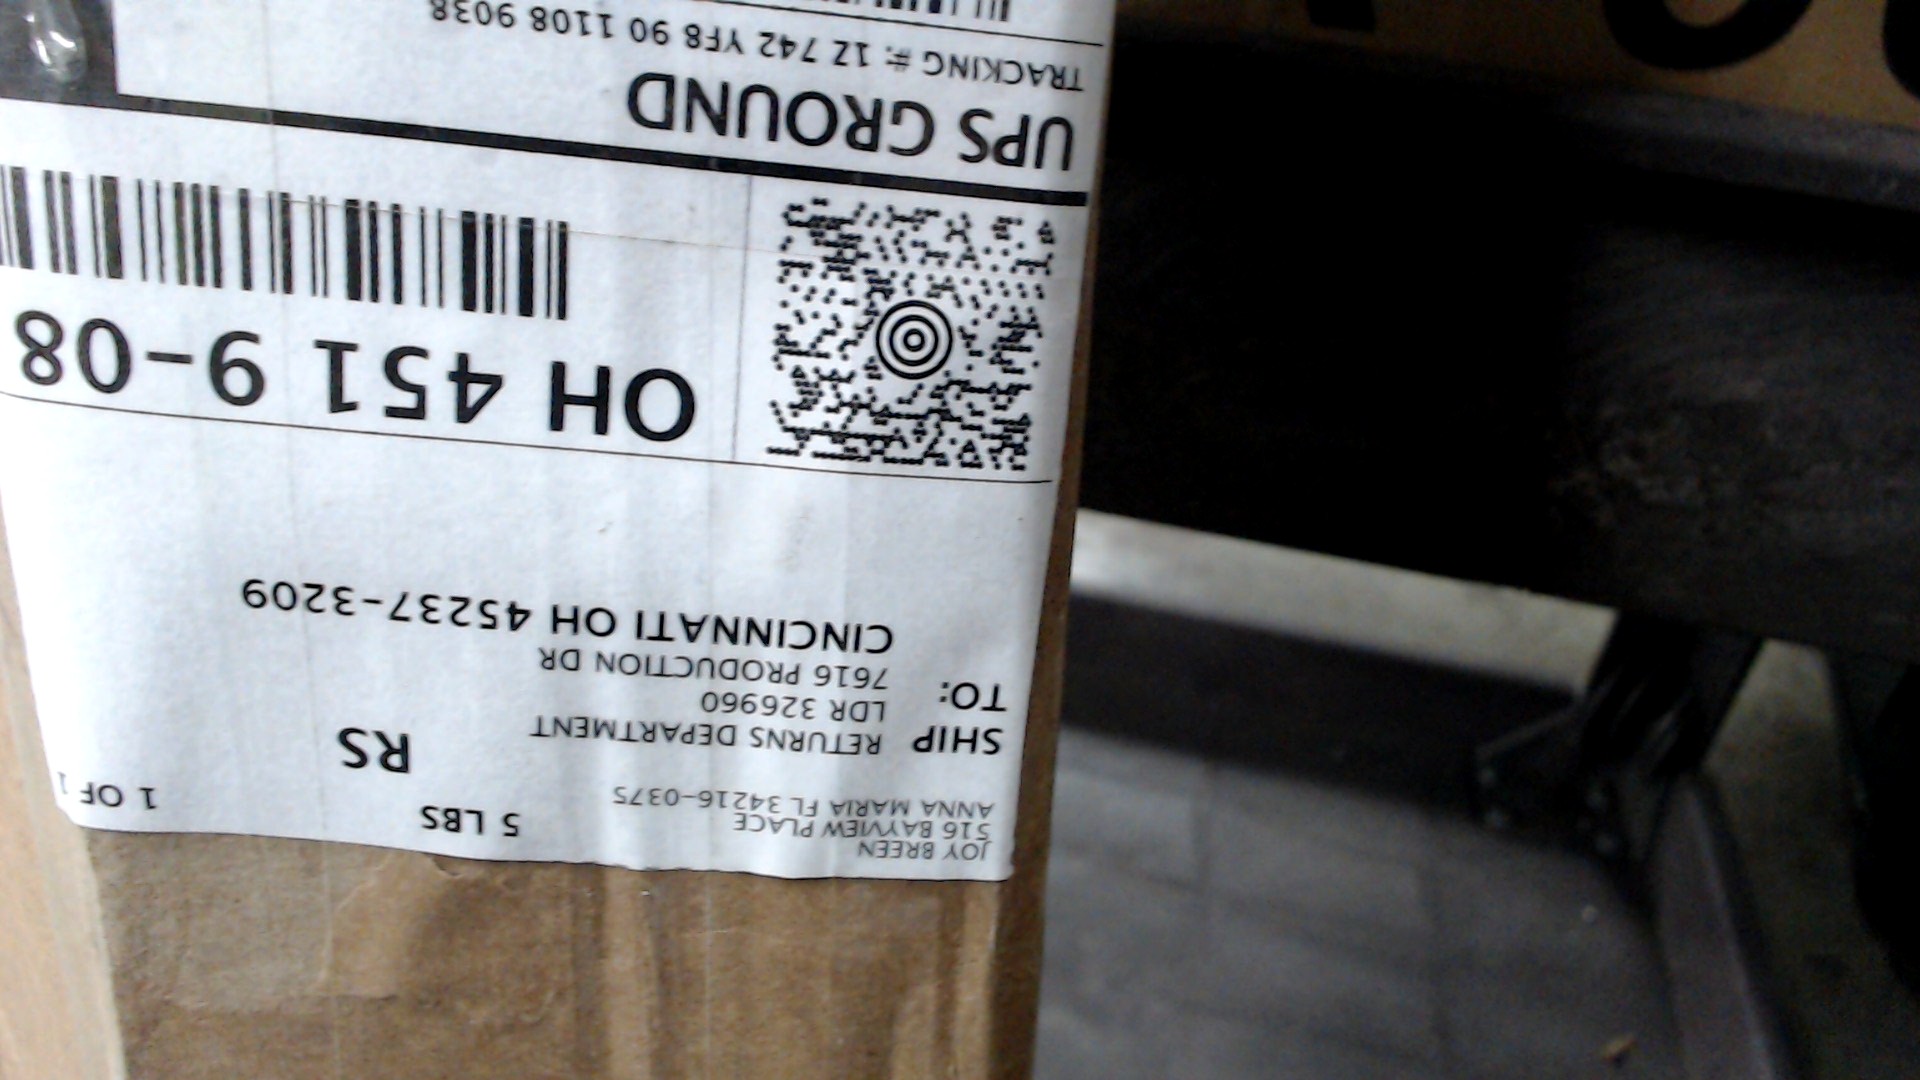 JOY BREEN
516 BAYVIEW PLACE
ANNA MARIA FL 34216-0375
5 LBS
1 OF 1
RS
SHIP TO:
RETURNS DEPARTMENT
LDR 326960
7616 PRODUCTION DR
CINCINNATI OH 45237-3209
OH 451 9-08
UPS GROUND
TRACKING #: 1Z 742 YF8 90 1108 9038